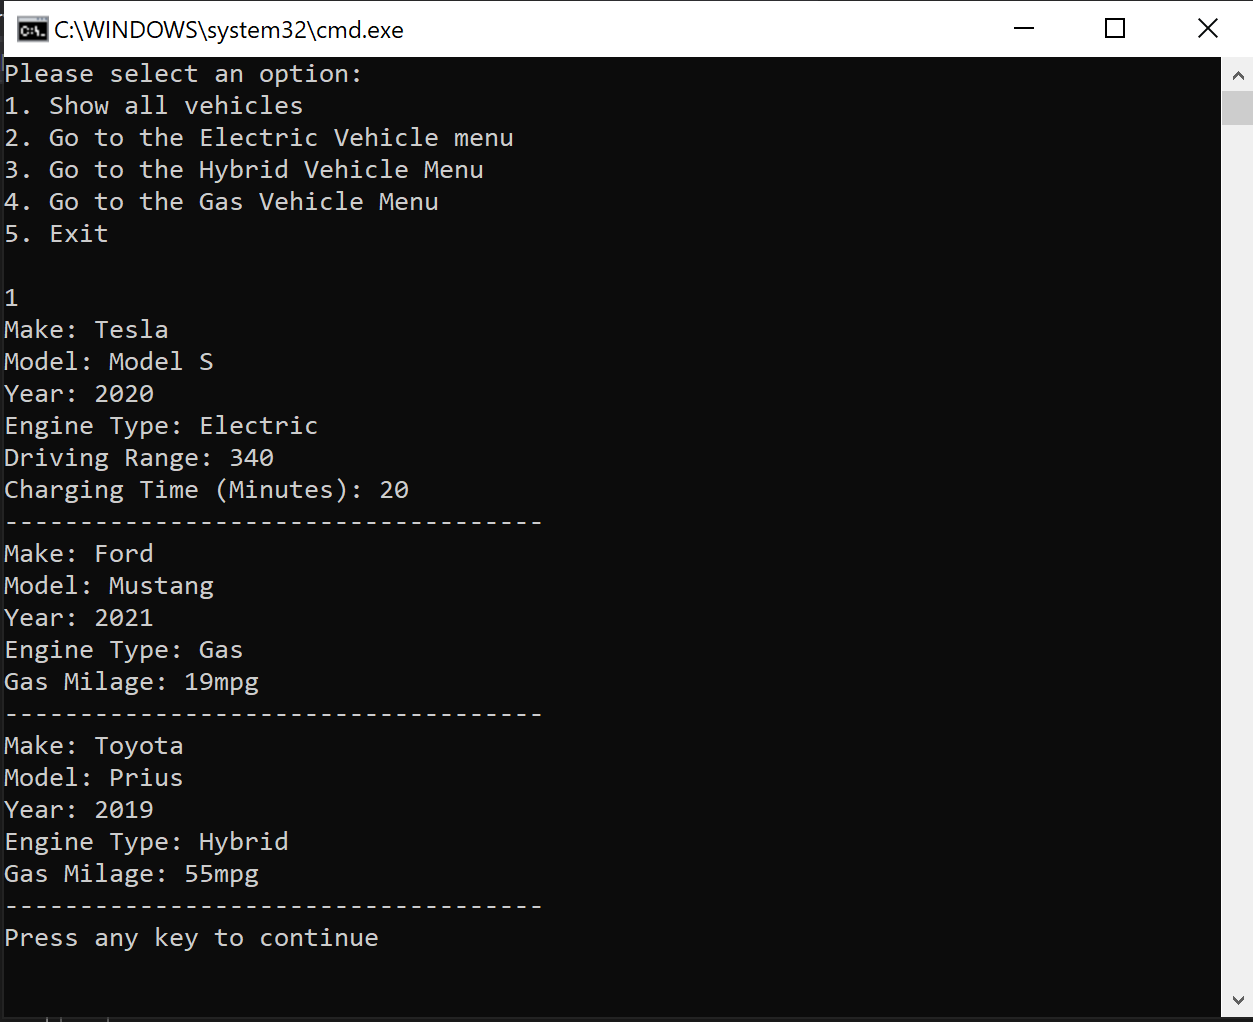 C:\WINDOWS\system32\cmd.exe
Please select an option:
1. Show all vehicles
2. Go to the Electric Vehicle menu
3. Go to the Hybrid Vehicle Menu
4. Go to the Gas Vehicle Menu
5. Exit
1
Make: Tesla
Model: Model S
Year: 2020
Engine Type: Electric
Driving Range: 340
Charging Time (Minutes): 20
------------------------------------
Make: Ford
Model: Mustang
Year: 2021
Engine Type: Gas
Gas Milage: 19mpg
------------------------------------
Make: Toyota
Model: Prius
Year: 2019
Engine Type: Hybrid
Gas Milage: 55mpg
------------------------------------
Press any key to continue